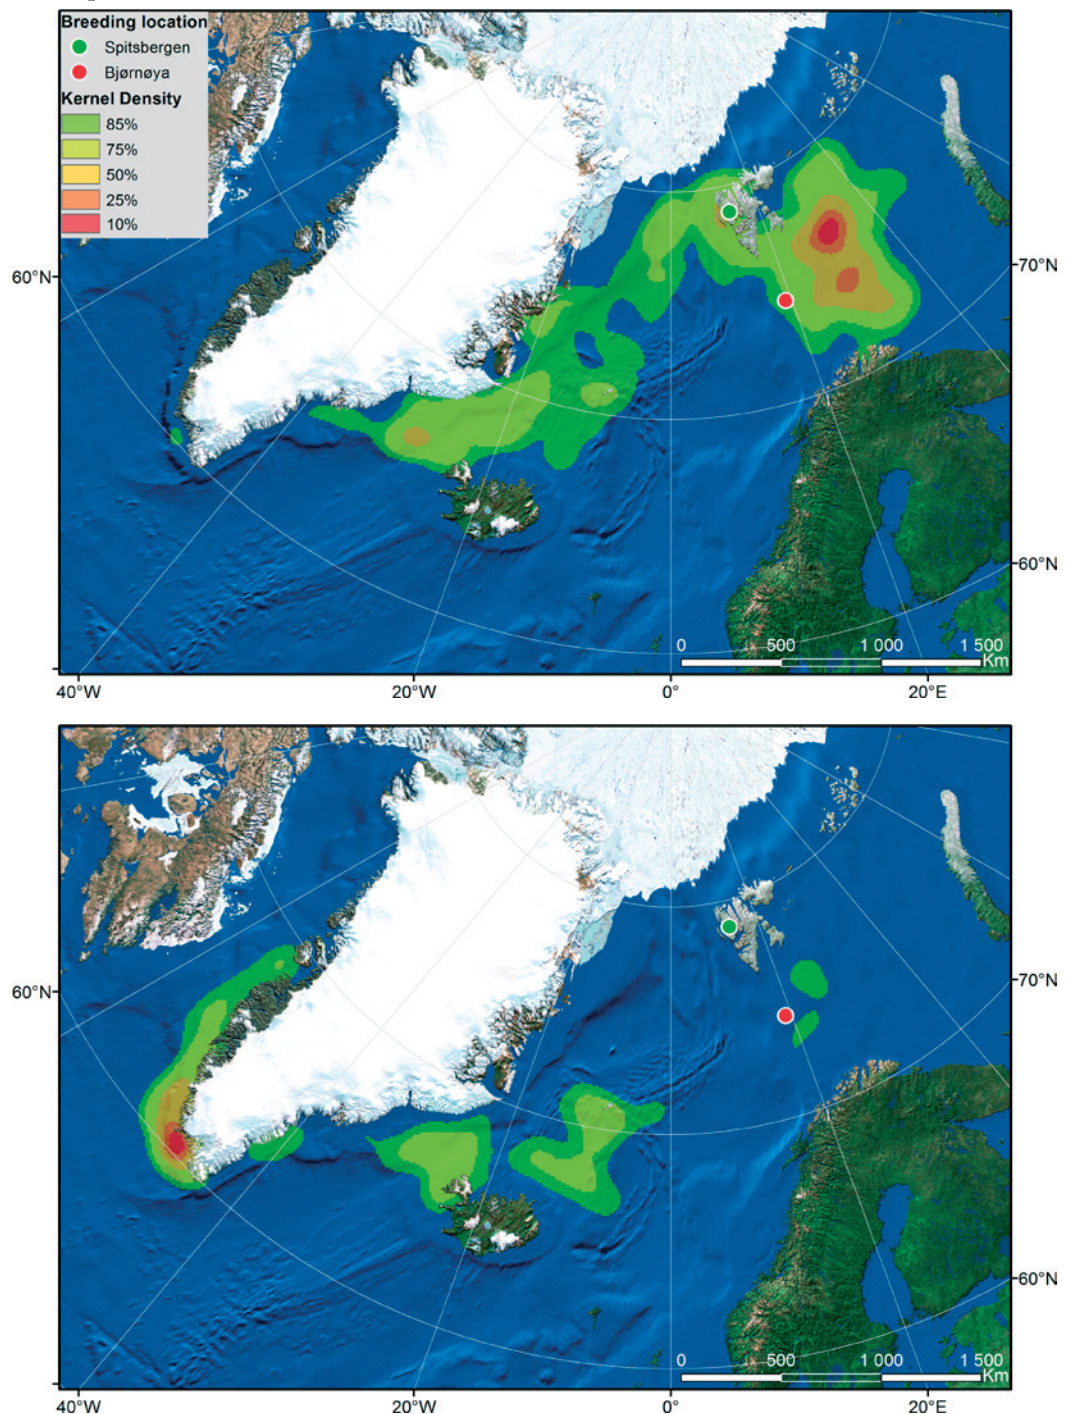 Breeding location
Spitsbergen
Bjørnøya
Kernel Density
85%
75%
50%
25%
10%
60°N
70°N
60°N
0 500 1 000 1 500
Km
40°W 20°W 0° 20°E
60°N
70°N
60°N
0 500 1 000 1 500
Km
40°W 20°W 0° 20°E